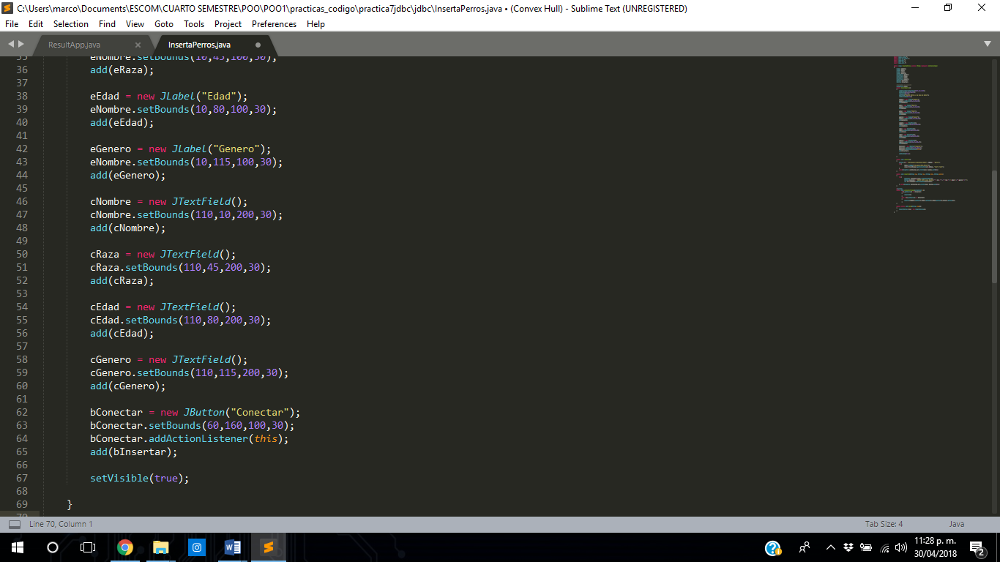 C:\Users\marco\Documents\ESCOM\CUARTO SEMESTRE\POO\POO1\practicas_codigo\practica7jdbc\jdbc\InsertaPerros.java • (Convex Hull) - Sublime Text (UNREGISTERED)
File Edit Selection Find View Goto Tools Project Preferences Help
ResultApp.java InsertaPerros.java
35 eNombre.setBounds(10,45,100,30);
36 add(eRaza);
37
38 eEdad = new JLabel("Edad");
39 eNombre.setBounds(10,80,100,30);
40 add(eEdad);
41
42 eGenero = new JLabel("Genero");
43 eNombre.setBounds(10,115,100,30);
44 add(eGenero);
45
46 cNombre = new JTextField();
47 cNombre.setBounds(110,10,200,30);
48 add(cNombre);
49
50 cRaza = new JTextField();
51 cRaza.setBounds(110,45,200,30);
52 add(cRaza);
53
54 cEdad = new JTextField();
55 cEdad.setBounds(110,80,200,30);
56 add(cEdad);
57
58 cGenero = new JTextField();
59 cGenero.setBounds(110,115,200,30);
60 add(cGenero);
61
62 bConectar = new JButton("Conectar");
63 bConectar.setBounds(60,160,100,30);
64 bConectar.addActionListener(this);
65 add(bInsertar);
66
67 setVisible(true);
68
69 }
70
Line 70, Column 1 Tab Size: 4 Java
11:28 p. m.
30/04/2018
2